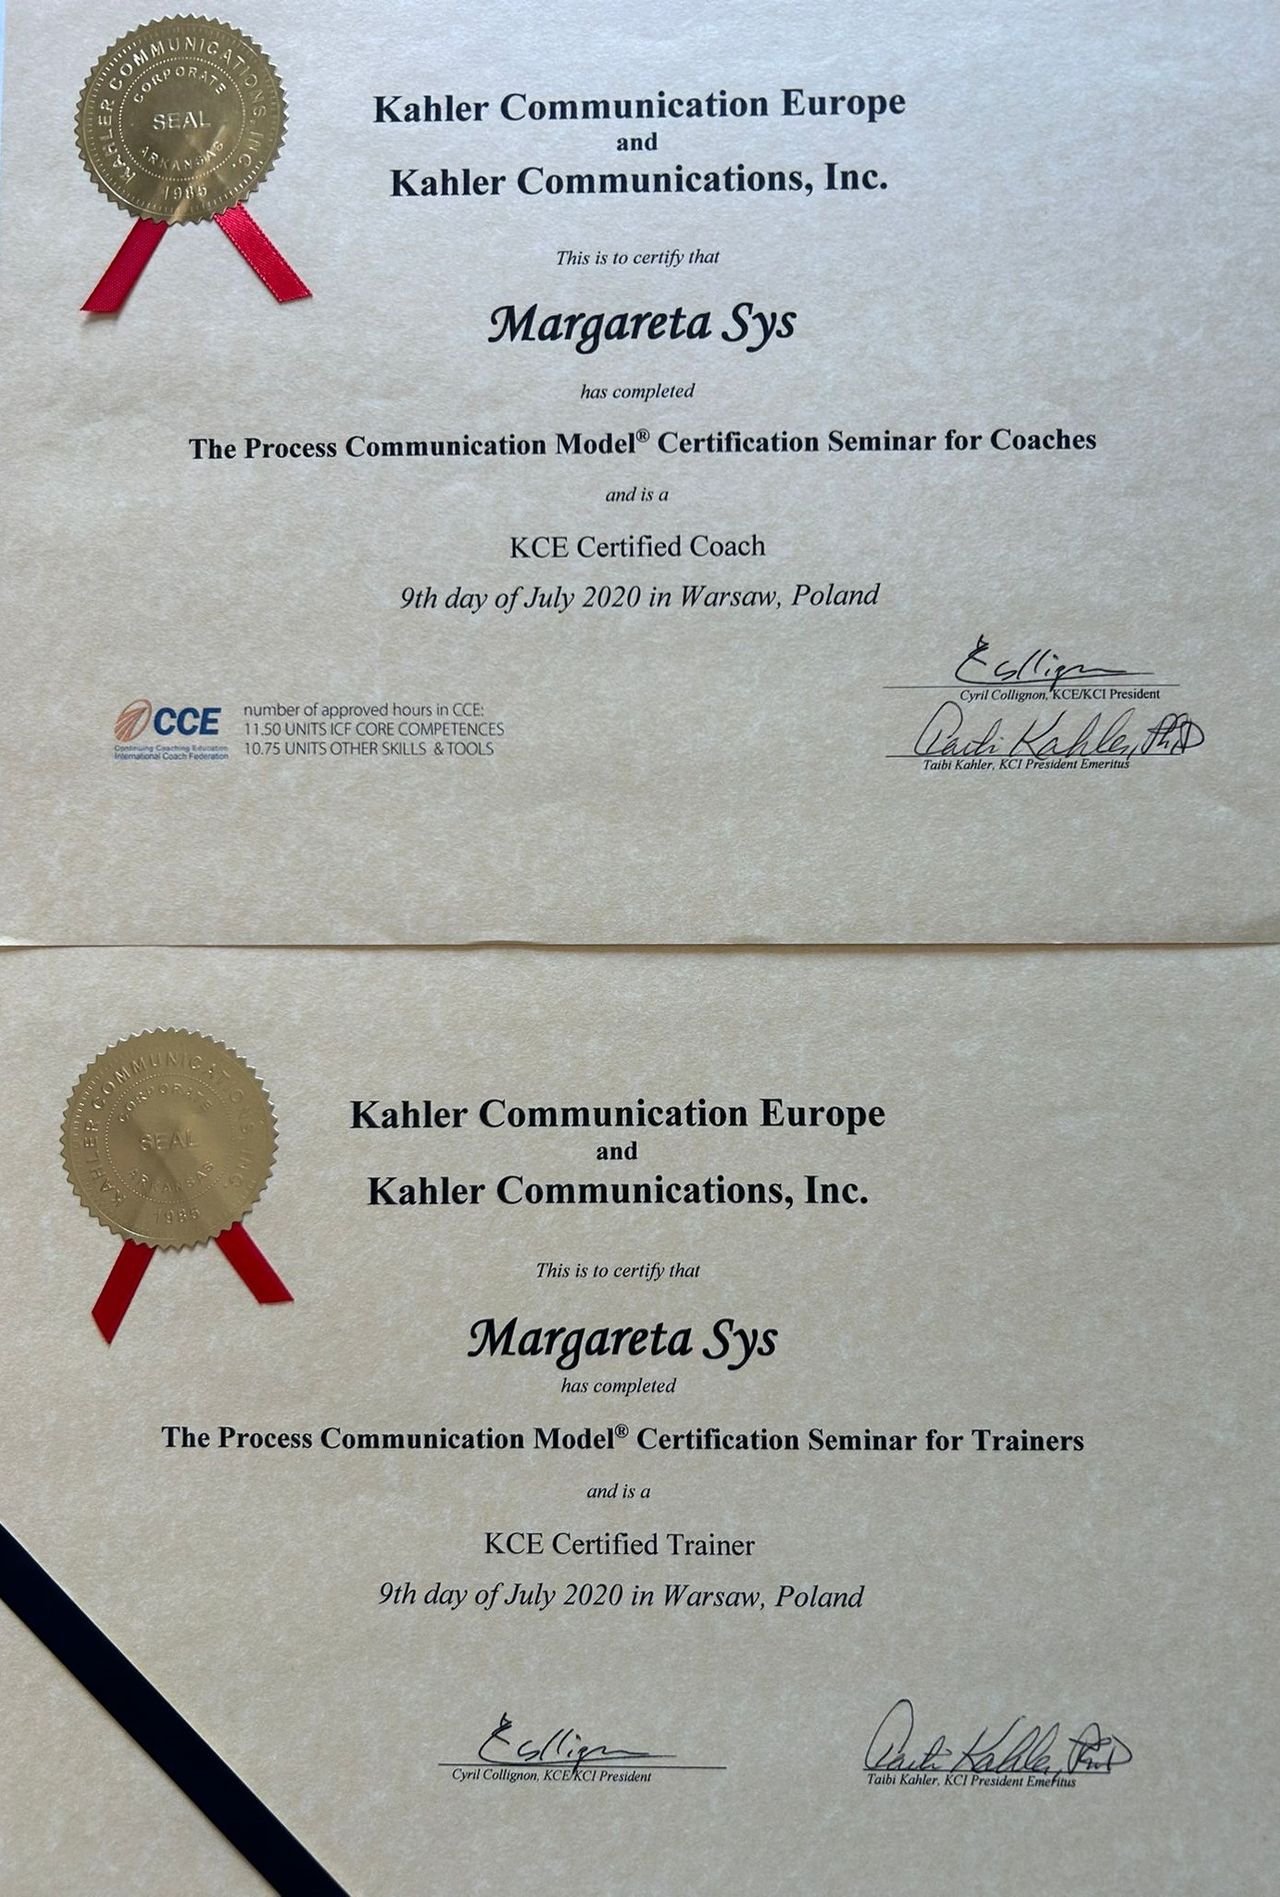 KAHLER COMMUNICATIONS INC.
CORPORATE
SEAL
ARKANSAS
1985
Kahler Communication Europe
and
Kahler Communications, Inc.
This is to certify that
Margareta Sys
has completed
The Process Communication Model® Certification Seminar for Coaches
and is a
KCE Certified Coach
9th day of July 2020 in Warsaw, Poland
Cyril Collignon, KCE/KCI President
Taibi Kahler, PhD
Taibi Kahler, KCI President Emeritus
CCE
Continuing Coaching Education
International Coach Federation
number of approved hours in CCE:
11.50 UNITS ICF CORE COMPETENCES
10.75 UNITS OTHER SKILLS & TOOLS
KAHLER COMMUNICATIONS INC.
CORPORATE
SEAL
ARKANSAS
1985
Kahler Communication Europe
and
Kahler Communications, Inc.
This is to certify that
Margareta Sys
has completed
The Process Communication Model® Certification Seminar for Trainers
and is a
KCE Certified Trainer
9th day of July 2020 in Warsaw, Poland
Cyril Collignon, KCE/KCI President
Taibi Kahler, PhD
Taibi Kahler, KCI President Emeritus